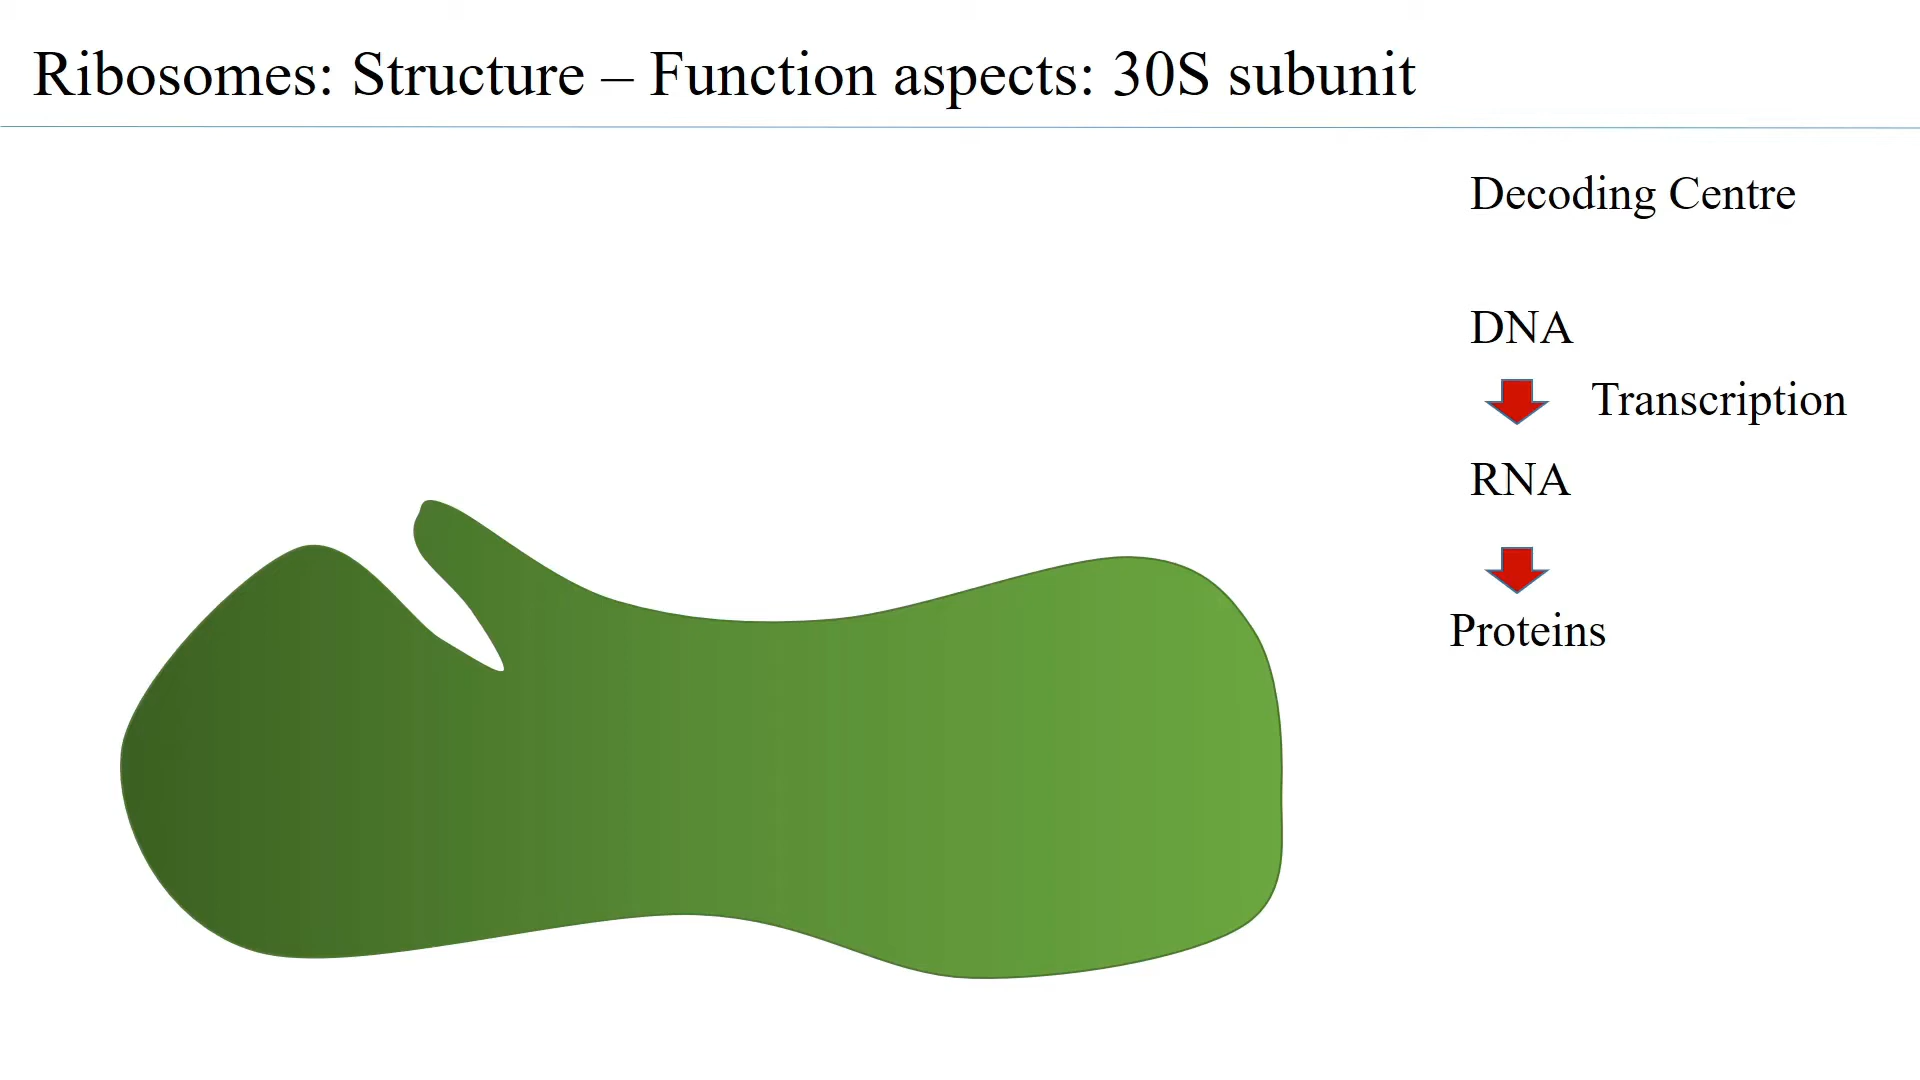 Ribosomes: Structure – Function aspects: 30S subunit
Decoding Centre
DNA
Transcription
RNA
Proteins